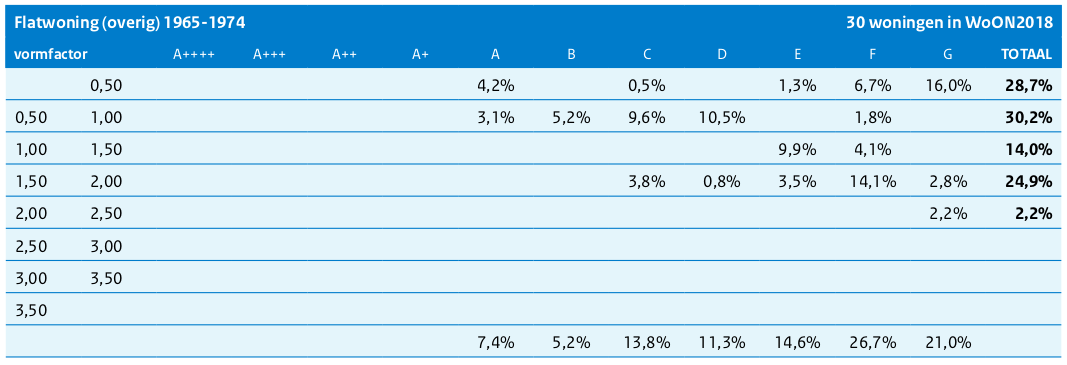 Flatwoning (overig) 1965-1974 30 woningen in WoON2018
vormfactor A++++ A+++ A++ A+ A B C D E F G TOTAAL
0,50 4,2% 0,5% 1,3% 6,7% 16,0% 28,7%
0,50 1,00 3,1% 5,2% 9,6% 10,5% 1,8% 30,2%
1,00 1,50 9,9% 4,1% 14,0%
1,50 2,00 3,8% 0,8% 3,5% 14,1% 2,8% 24,9%
2,00 2,50 2,2% 2,2%
2,50 3,00
3,00 3,50
3,50
7,4% 5,2% 13,8% 11,3% 14,6% 26,7% 21,0%